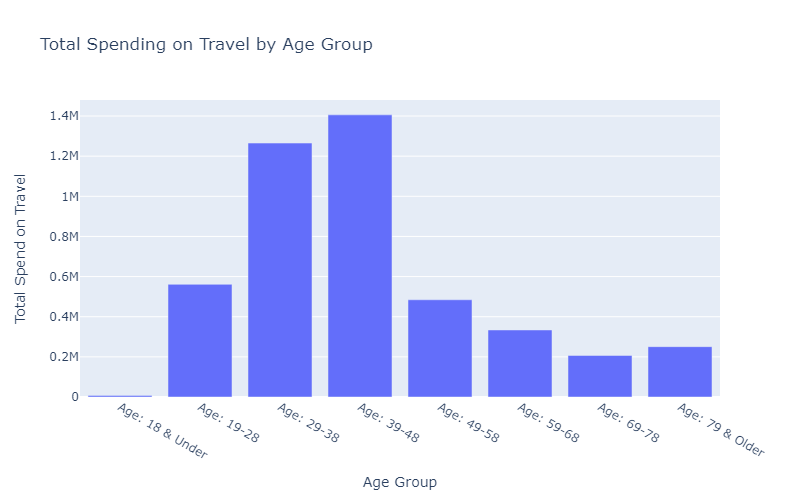 Total Spending on Travel by Age Group
Total Spend on Travel
1.4M
1.2M
1M
0.8M
0.6M
0.4M
0.2M
0
Age: 18 & Under
Age: 19-28
Age: 29-38
Age: 39-48
Age: 49-58
Age: 59-68
Age: 69-78
Age: 79 & Older
Age Group